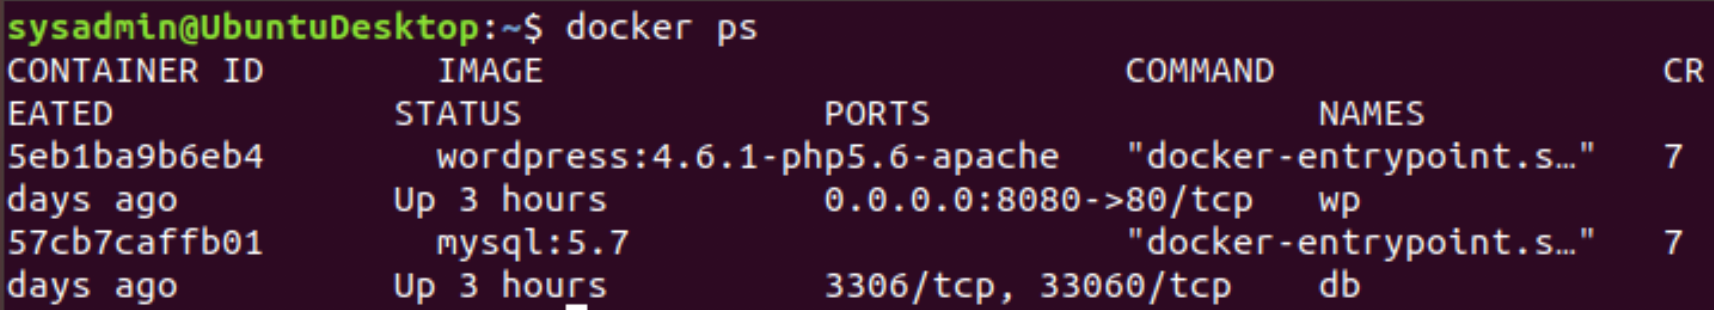 sysadmin@UbuntuDesktop:~$ docker ps
CONTAINER ID        IMAGE                           COMMAND                  CR
EATED             STATUS              PORTS                  NAMES
5eb1ba9b6eb4        wordpress:4.6.1-php5.6-apache   "docker-entrypoint.s…"   7 
days ago          Up 3 hours          0.0.0.0:8080->80/tcp   wp
57cb7caffb01        mysql:5.7                       "docker-entrypoint.s…"   7 
days ago          Up 3 hours          3306/tcp, 33060/tcp    db